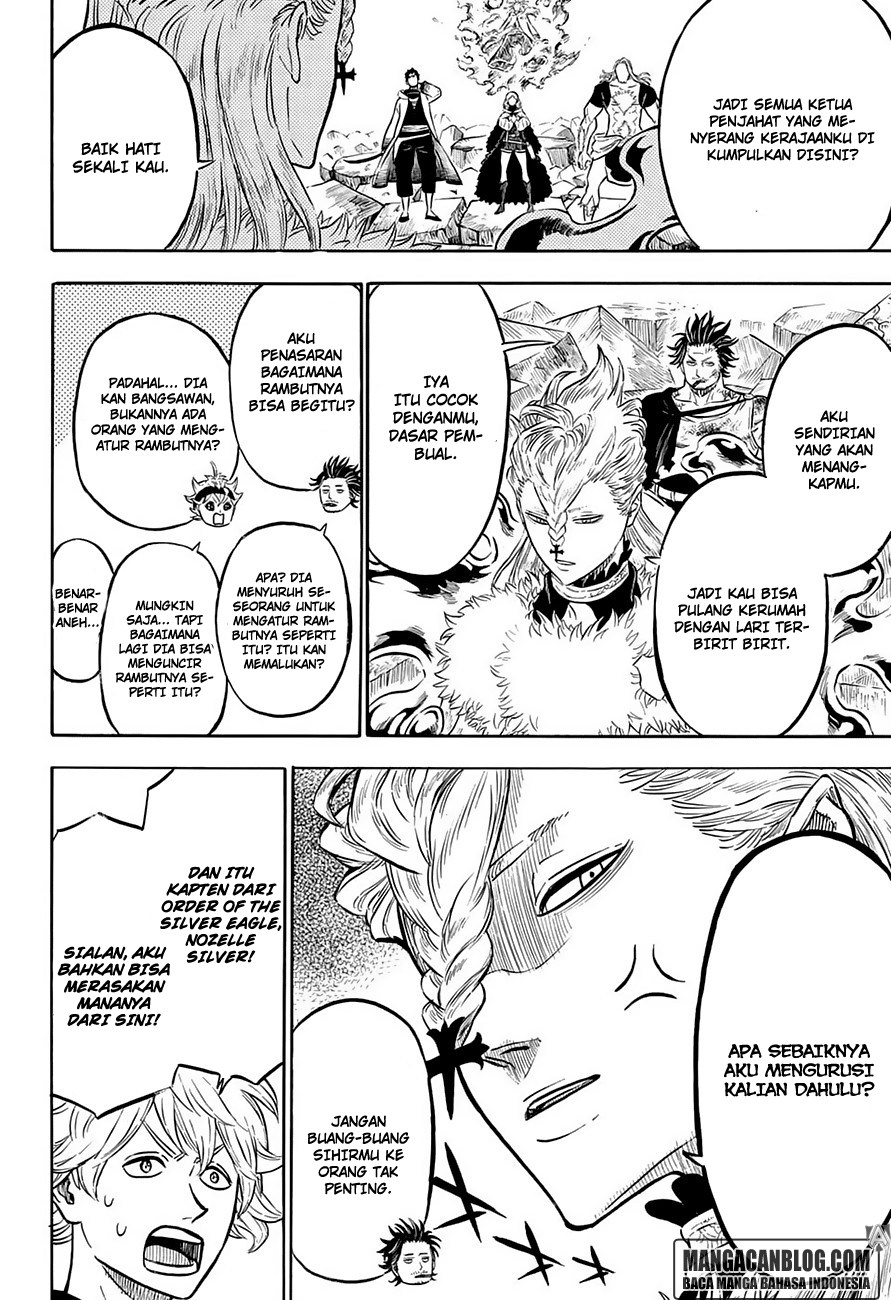 JADI SEMUA KETUA
PENJAHAT YANG ME-
NYERANG KERAJAANKU DI
KUMPULKAN DISINI?
BAIK HATI
SEKALI KAU.
AKU
SENDIRIAN
YANG AKAN
MENANG-
KAPMU.
JADI KAU BISA
PULANG KERUMAH
DENGAN LARI TER-
BIRIT BIRIT.
IYA
ITU COCOK
DENGANMU,
DASAR PEM-
BUAL.
AKU
PENASARAN
BAGAIMANA
RAMBUTNYA
BISA BEGITU?
PADAHAL... DIA
KAN BANGSAWAN,
BUKANNYA ADA
ORANG YANG MENG-
ATUR RAMBUTNYA?
APA? DIA
MENYURUH SE-
SEORANG UNTUK
MENGATUR RAM-
BUTNYA SEPERTI
ITU? ITU KAN
MEMALUKAN?
MUNGKIN
SAJA... TAPI
BAGAIMANA
LAGI DIA BISA
MENGUNCIR
RAMBUTNYA SE-
PERTI ITU?
BENAR-
BENAR
ANEH...
APA SEBAIKNYA
AKU MENGURUSI
KALIAN DAHULU?
JANGAN
BUANG-BUANG
SIHIRMU KE
ORANG TAK
PENTING.
DAN ITU
KAPTEN DARI
ORDER OF THE
SILVER EAGLE,
NOZELLE
SILVER!
SIALAN, AKU
BAHKAN BISA
MERASAKAN
MANANYA
DARI SINI!
MANGACANBLOG.COM
BACA MANGA BAHASA INDONESIA